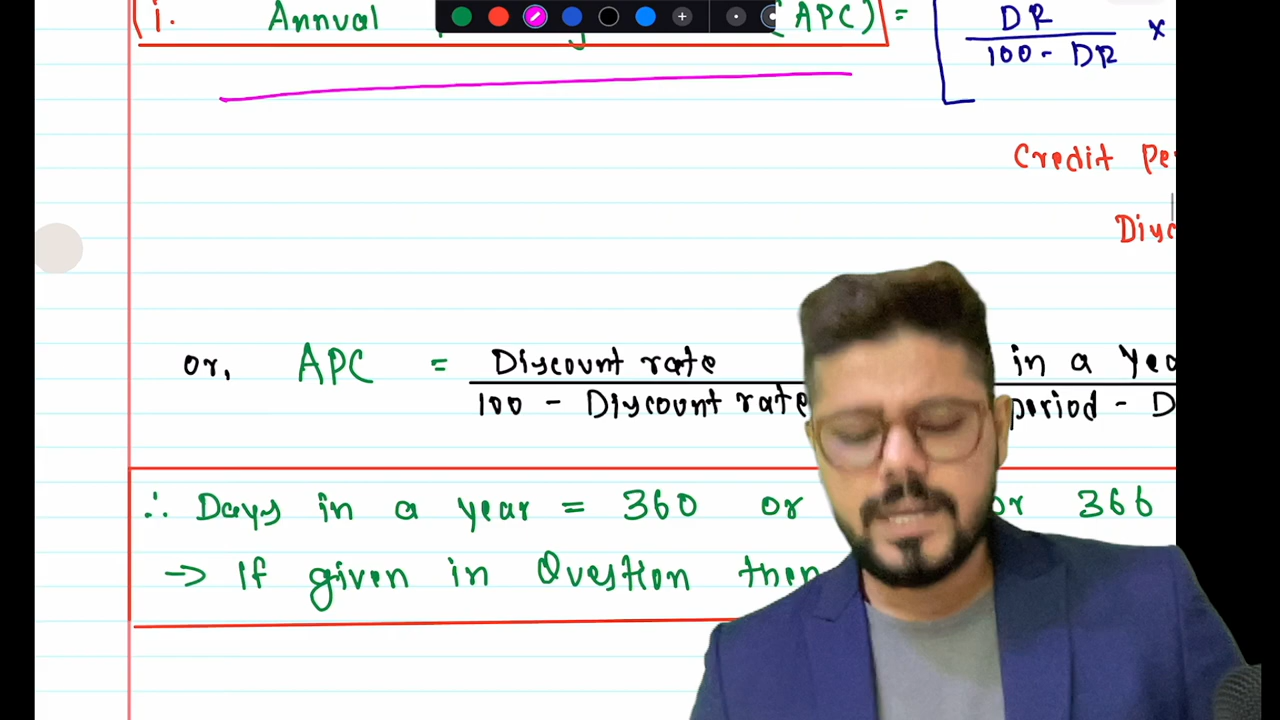 i. Annual (APC) = DR ×
100 - DR
Credit Pe
Disc
or, APC = Discount rate in a Yea
100 - Discount rate period - D
∴ Days in a year = 360 or or 366
→ If given in Question then